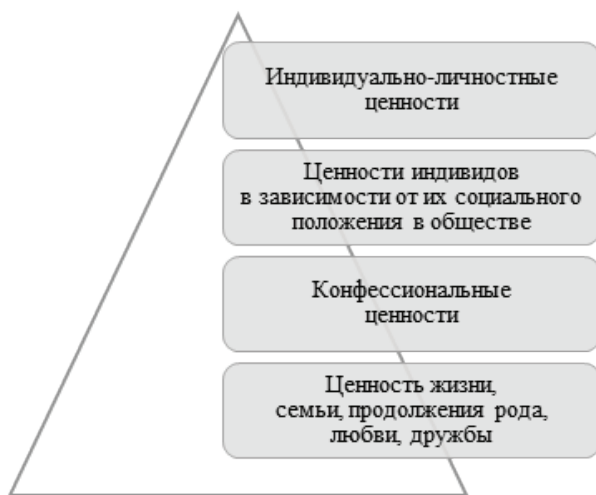 Индивидуально-личностные
ценности
Ценности индивидов
в зависимости от их социального
положения в обществе
Конфессиональные
ценности
Ценность жизни,
семьи, продолжения рода,
любви, дружбы